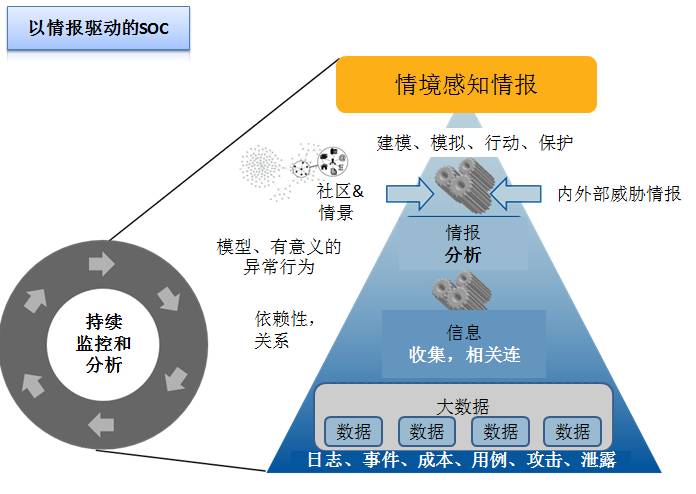 以情报驱动的SOC
情境感知情报
建模、模拟、行动、保护
社区&
情景
内外部威胁情报
情报
分析
模型、有意义的
异常行为
持续
监控和
分析
依赖性，
关系
信息
收集，相关连
大数据
数据 数据 数据 数据
日志、事件、成本、用例、攻击、泄露